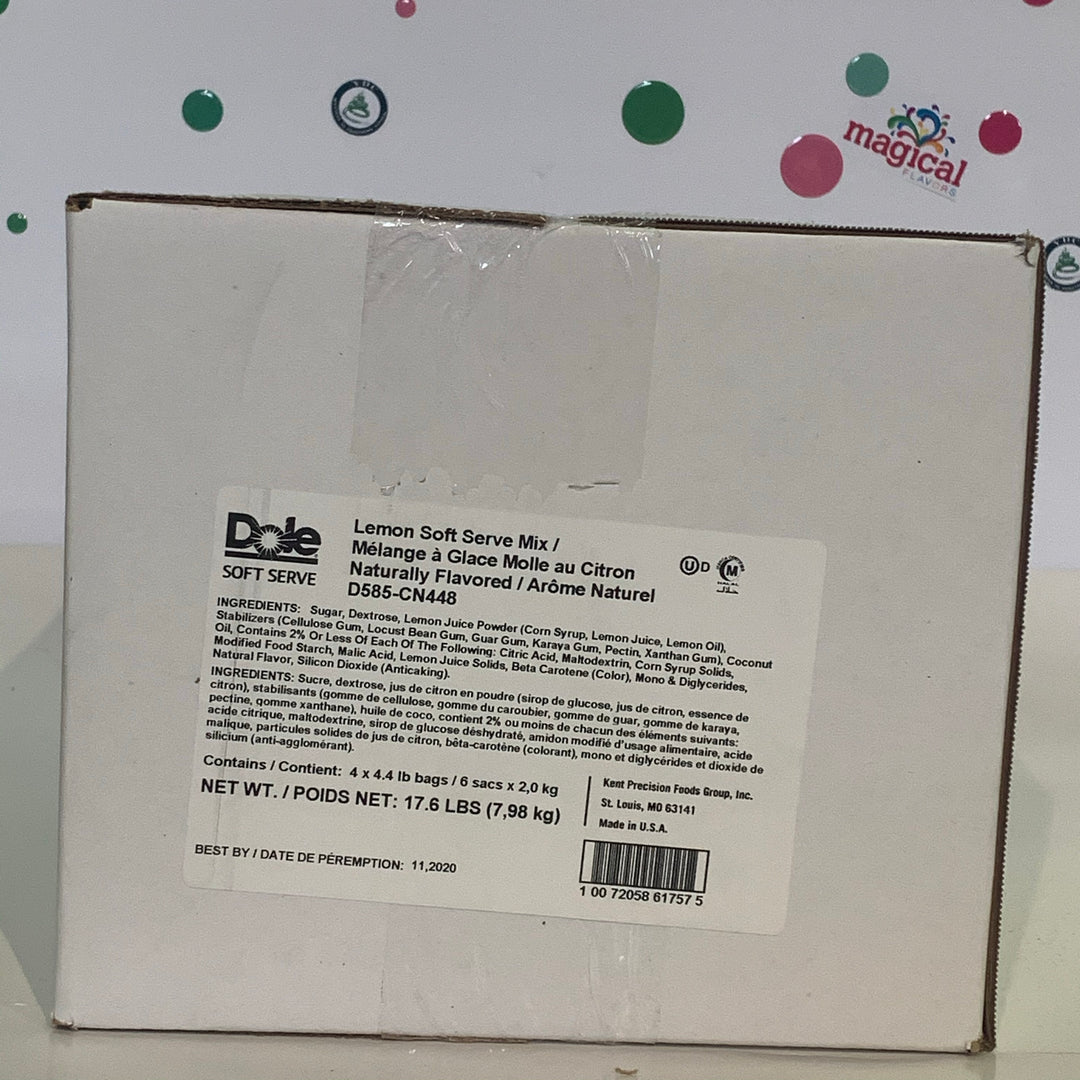 magical
FLAVORS
Dole
SOFT SERVE
Lemon Soft Serve Mix /
Mélange à Glace Molle au Citron
Naturally Flavored / Arôme Naturel
D585-CN448
U D
M
INGREDIENTS: Sugar, Dextrose, Lemon Juice Powder (Corn Syrup, Lemon Juice, Lemon Oil),
Stabilizers (Cellulose Gum, Locust Bean Gum, Guar Gum, Karaya Gum, Pectin, Xanthan Gum), Coconut
Oil, Contains 2% Or Less Of Each Of The Following: Citric Acid, Maltodextrin, Corn Syrup Solids,
Modified Food Starch, Malic Acid, Lemon Juice Solids, Beta Carotene (Color), Mono & Diglycerides,
Natural Flavor, Silicon Dioxide (Anticaking).
INGREDIENTS: Sucre, dextrose, jus de citron en poudre (sirop de glucose, jus de citron, essence de
citron), stabilisants (gomme de cellulose, gomme du caroubier, gomme de guar, gomme de karaya,
pectine, gomme xanthane), huile de coco, contient 2% ou moins de chacun des éléments suivants:
acide citrique, maltodextrine, sirop de glucose déshydraté, amidon modifié d'usage alimentaire, acide
malique, particules solides de jus de citron, bêta-carotène (colorant), mono et diglycérides et dioxide de
silicium (anti-agglomérant).
Contains / Contient: 4 x 4.4 lb bags / 6 sacs x 2,0 kg
NET WT. / POIDS NET: 17.6 LBS (7,98 kg)
Kent Precision Foods Group, Inc.
St. Louis, MO 63141
Made in U.S.A.
BEST BY / DATE DE PÉREMPTION: 11,2020
1 00 72058 61757 5